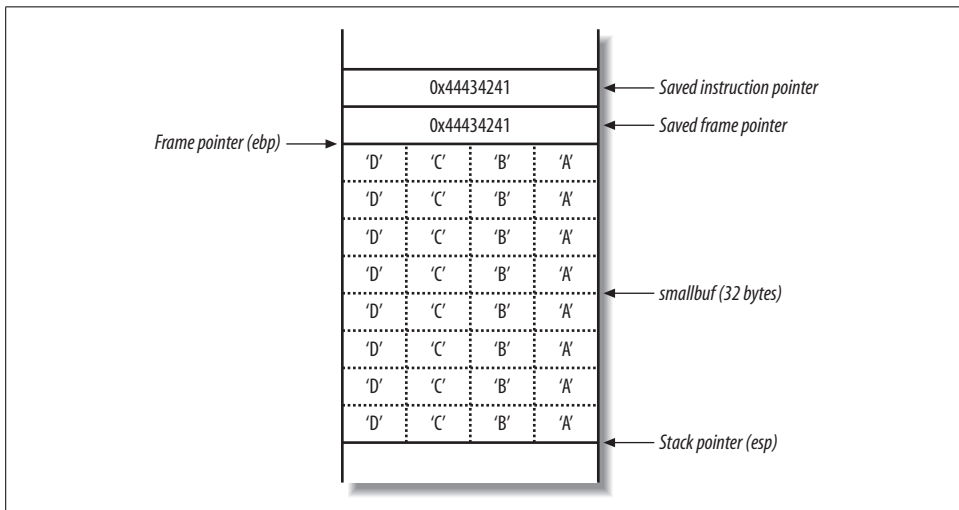 0x44434241
Saved instruction pointer
0x44434241
Saved frame pointer
Frame pointer (ebp)
‘D’ ‘C’ ‘B’ ‘A’
‘D’ ‘C’ ‘B’ ‘A’
‘D’ ‘C’ ‘B’ ‘A’
‘D’ ‘C’ ‘B’ ‘A’
smallbuf (32 bytes)
‘D’ ‘C’ ‘B’ ‘A’
‘D’ ‘C’ ‘B’ ‘A’
‘D’ ‘C’ ‘B’ ‘A’
‘D’ ‘C’ ‘B’ ‘A’
Stack pointer (esp)